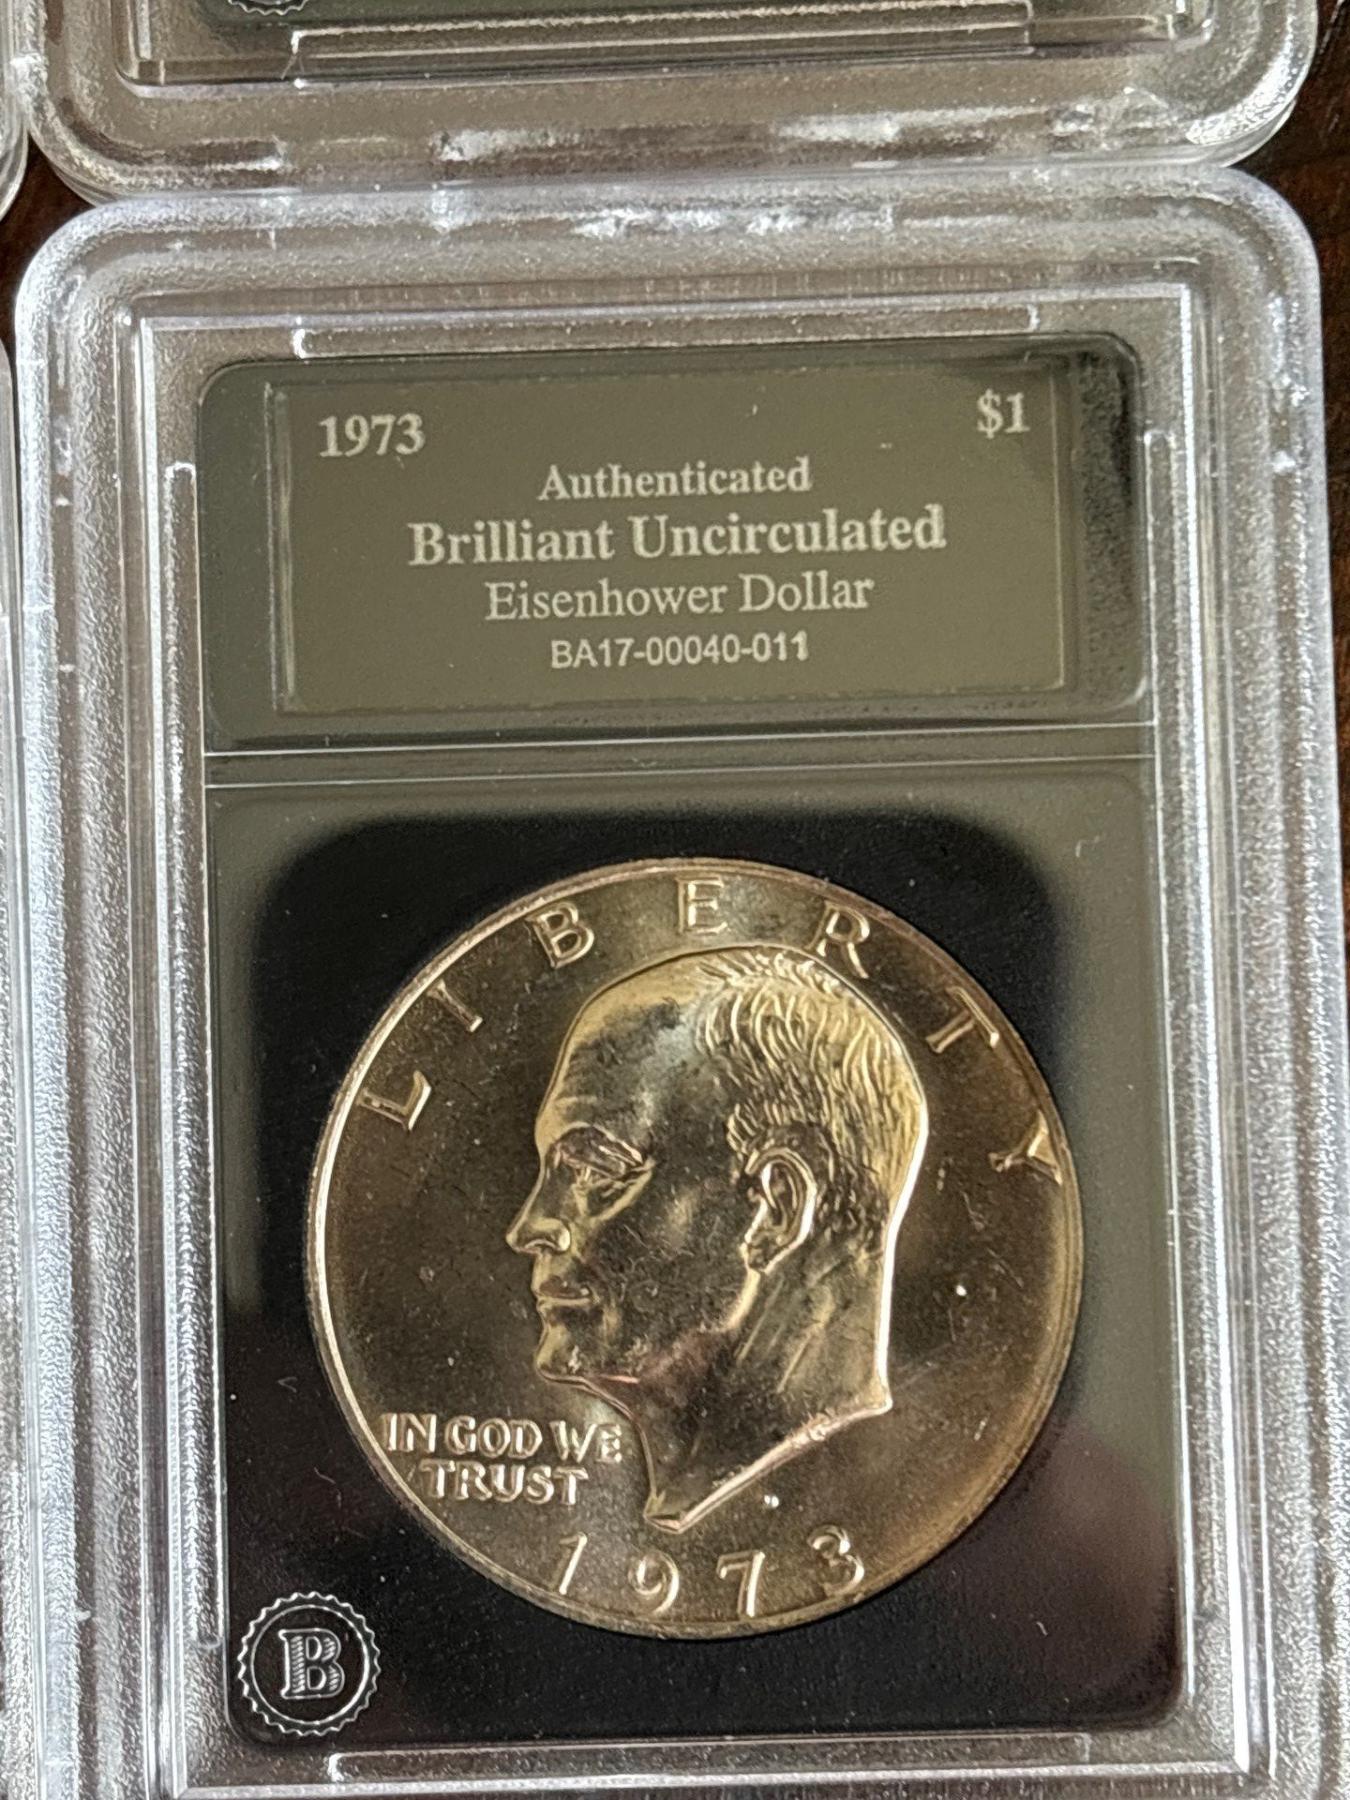 1973 $1
Authenticated
Brilliant Uncirculated
Eisenhower Dollar
BA17-00040-011
LIBERTY
IN GOD WE
TRUST
1973
B